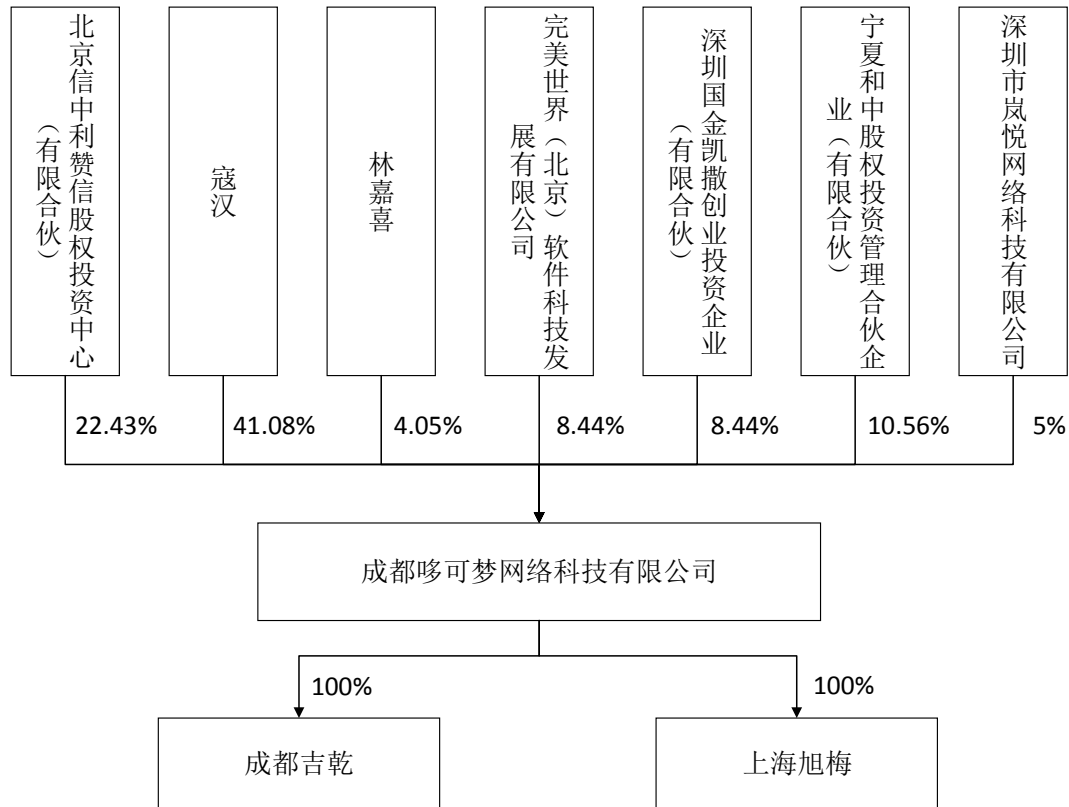 北京信中利赞信股权投资中心
（有限合伙）
寇汉
林嘉喜
完美世界（北京）软件科技发
展有限公司
深圳国金凯撒创业投资企业
（有限合伙）
宁夏和中股权投资管理合伙企
业（有限合伙）
深圳市岚悦网络科技有限公司
22.43%
41.08%
4.05%
8.44%
8.44%
10.56%
5%
成都哆可梦网络科技有限公司
100%
100%
成都吉乾
上海旭梅